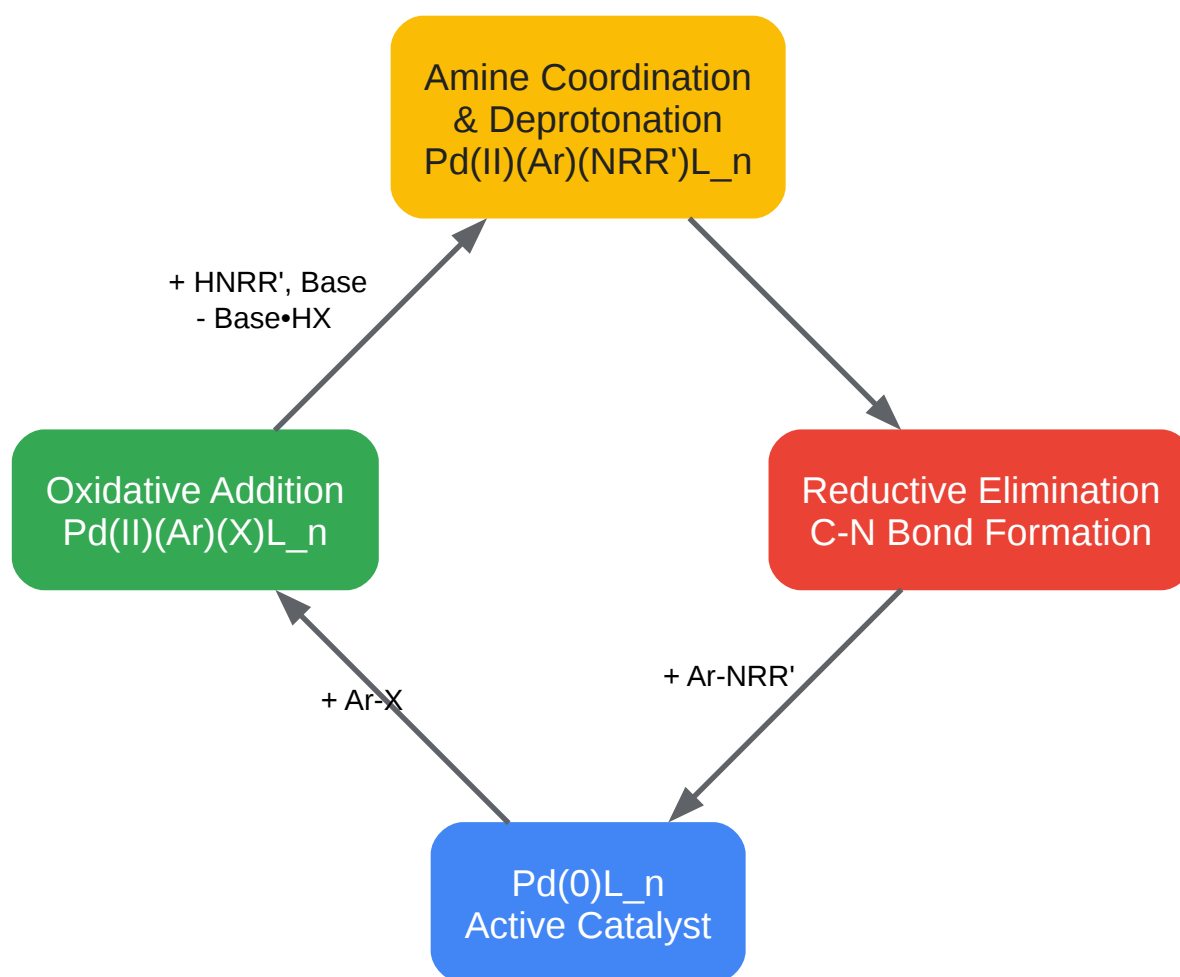 Amine Coordination
& Deprotonation
Pd(II)(Ar)(NRR')L_n
+ HNRR', Base
- Base•HX
Oxidative Addition
Pd(II)(Ar)(X)L_n
Reductive Elimination
C-N Bond Formation
+ Ar-X
+ Ar-NRR'
Pd(0)L_n
Active Catalyst